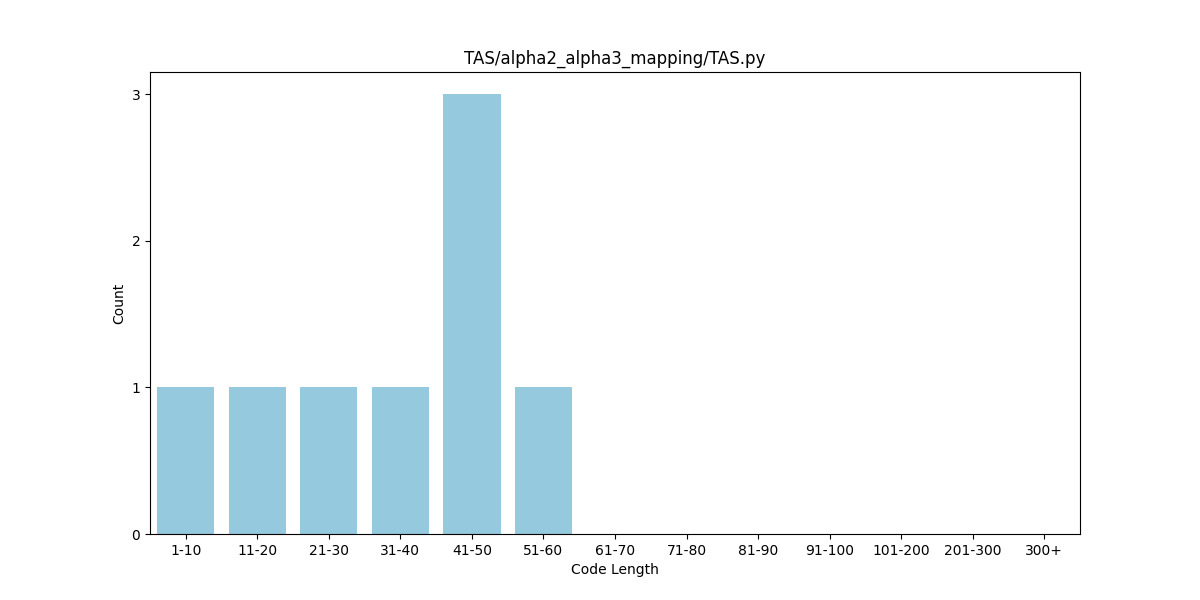 TAS/alpha2_alpha3_mapping/TAS.py
3
2
1
0
Count
1-10 11-20 21-30 31-40 41-50 51-60 61-70 71-80 81-90 91-100 101-200 201-300 300+
Code Length